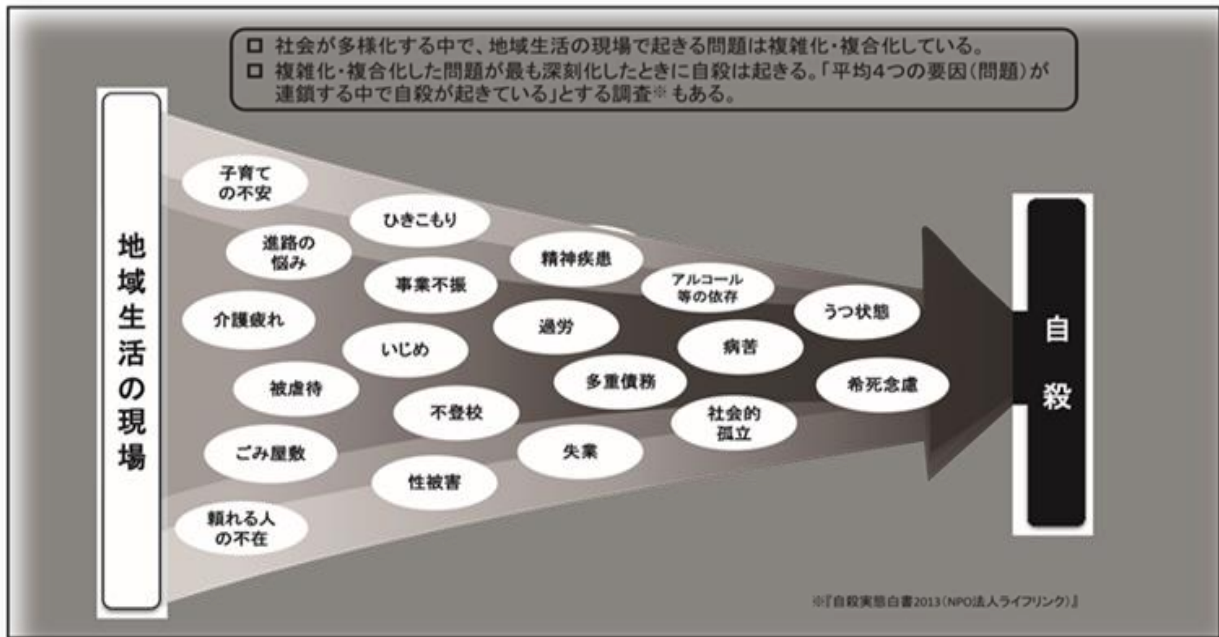 □ 社会が多様化する中で、地域生活の現場で起きる問題は複雑化・複合化している。
□ 複雑化・複合化した問題が最も深刻化したときに自殺は起きる。「平均4つの要因(問題)が
連鎖する中で自殺が起きている」とする調査※もある。
地域生活の現場
子育て
の不安
進路の
悩み
介護疲れ
被虐待
ごみ屋敷
頼れる人
の不在
ひきこもり
事業不振
いじめ
不登校
性被害
精神疾患
過労
多重債務
失業
アルコール
等の依存
病苦
社会的
孤立
うつ状態
希死念慮
自殺
※『自殺実態白書2013(NPO法人ライフリンク)』